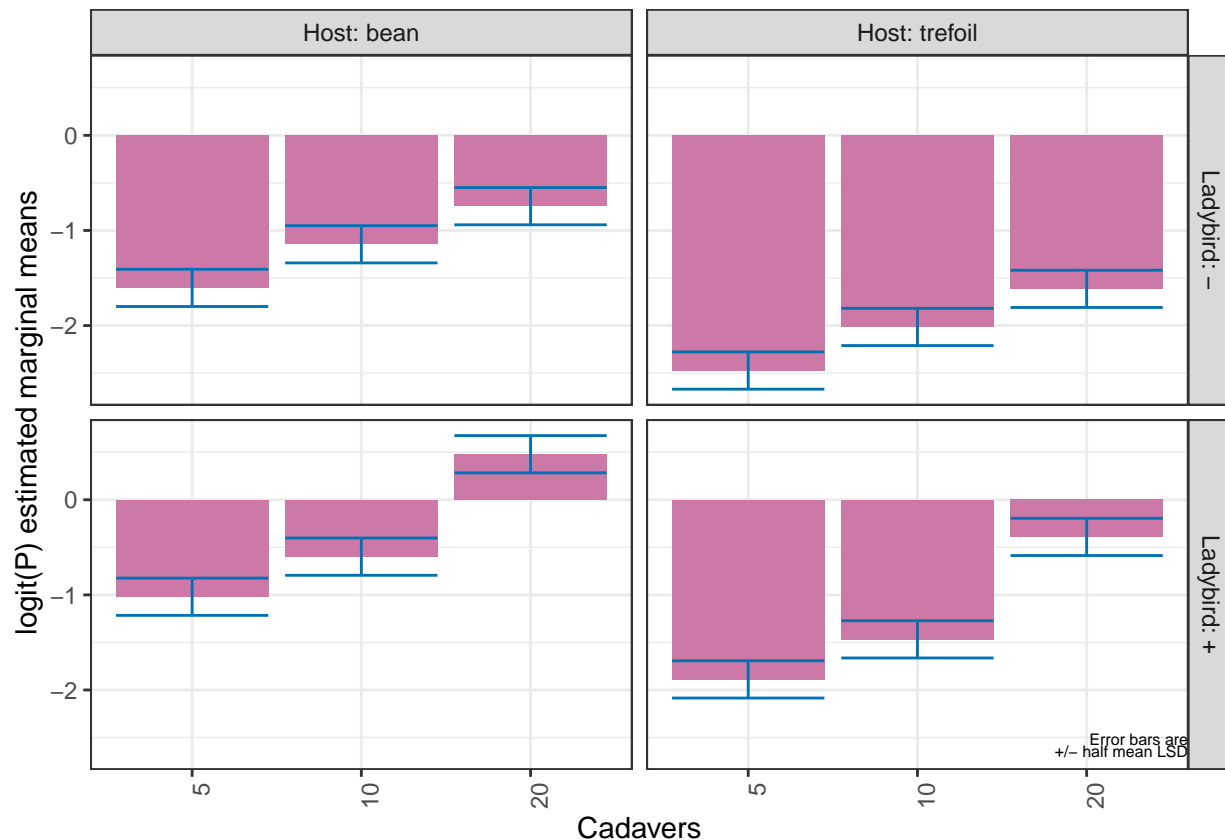 Host: bean
Host: trefoil
logit(P) estimated marginal means
0
−1
−2
Ladybird: −
0
−1
−2
Ladybird: +
Error bars are
+/− half mean LSD
5
10
20
5
10
20
Cadavers